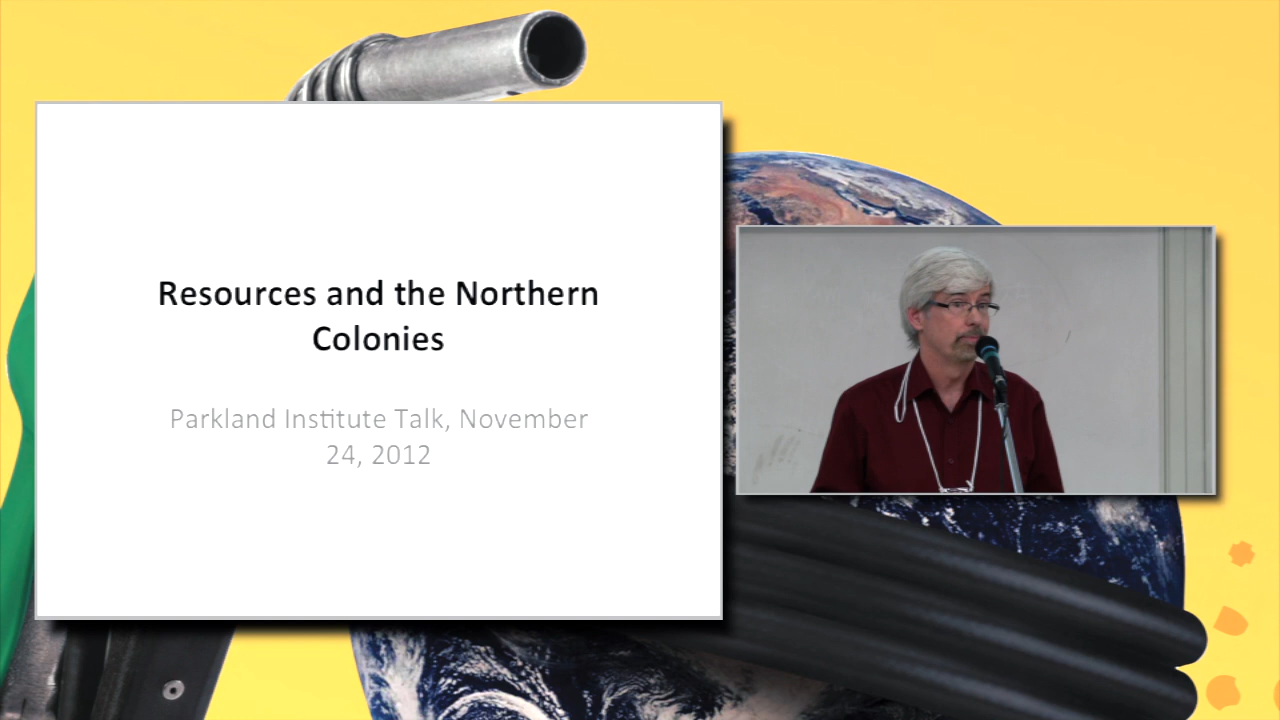 Resources and the Northern
Colonies
Parkland Institute Talk, November
24, 2012